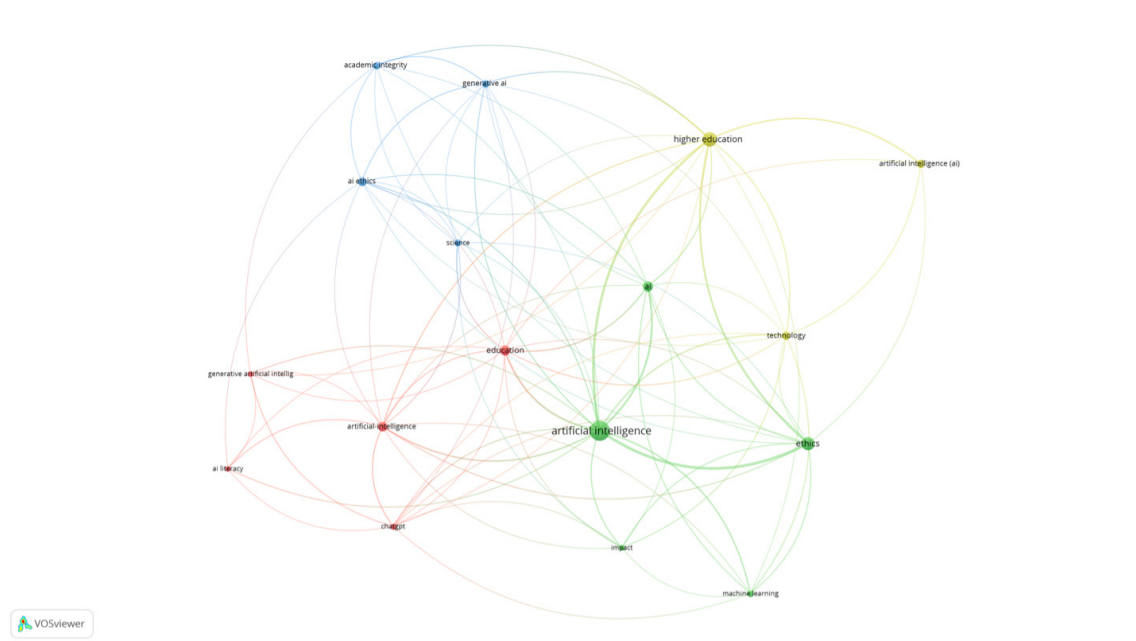 academic integrity
generative ai
higher education
artificial intelligence (ai)
ai ethics
science
ai
technology
education
generative artificial intellig
artificial-intelligence
artificial intelligence
ethics
ai literacy
chatgpt
impact
machine learning
VOSviewer